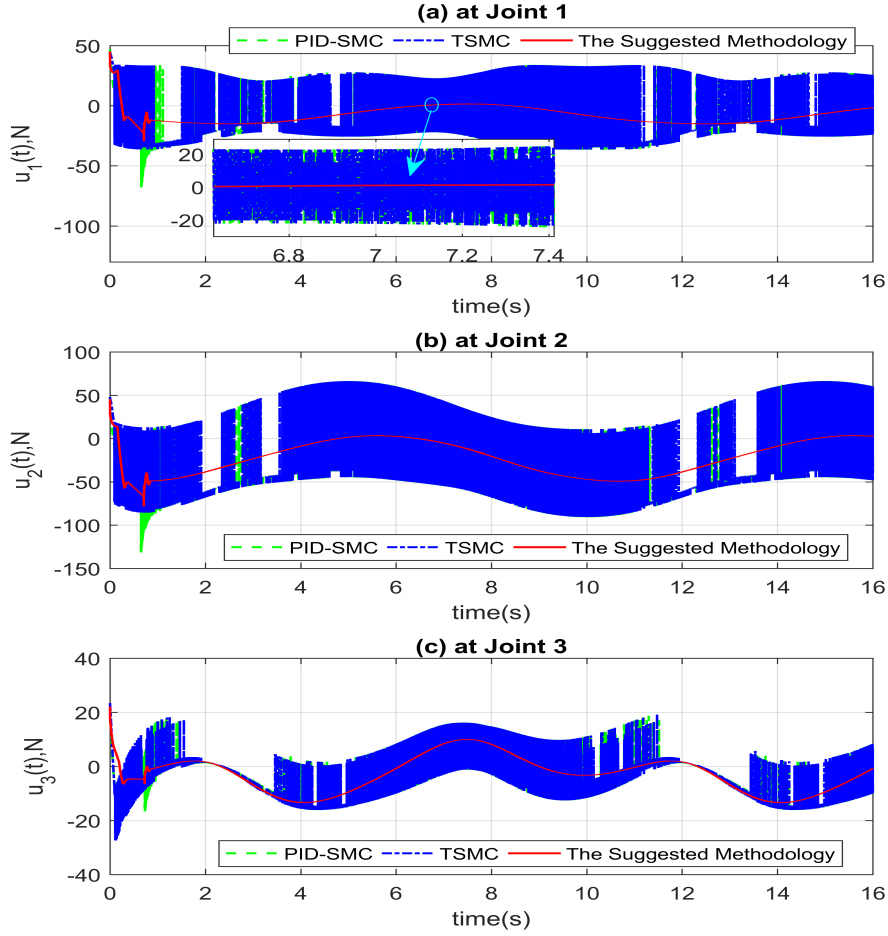 (a) at Joint 1
PID-SMC TSMC The Suggested Methodology
50
0
-50
-100
u1(t),N
20
0
-20
6.8 7 7.2 7.4
0 2 4 6 8 10 12 14 16
time(s)
(b) at Joint 2
100
50
0
-50
-100
-150
u2(t),N
PID-SMC TSMC The Suggested Methodology
0 2 4 6 8 10 12 14 16
time(s)
(c) at Joint 3
40
20
0
-20
-40
u3(t),N
PID-SMC TSMC The Suggested Methodology
0 2 4 6 8 10 12 14 16
time(s)